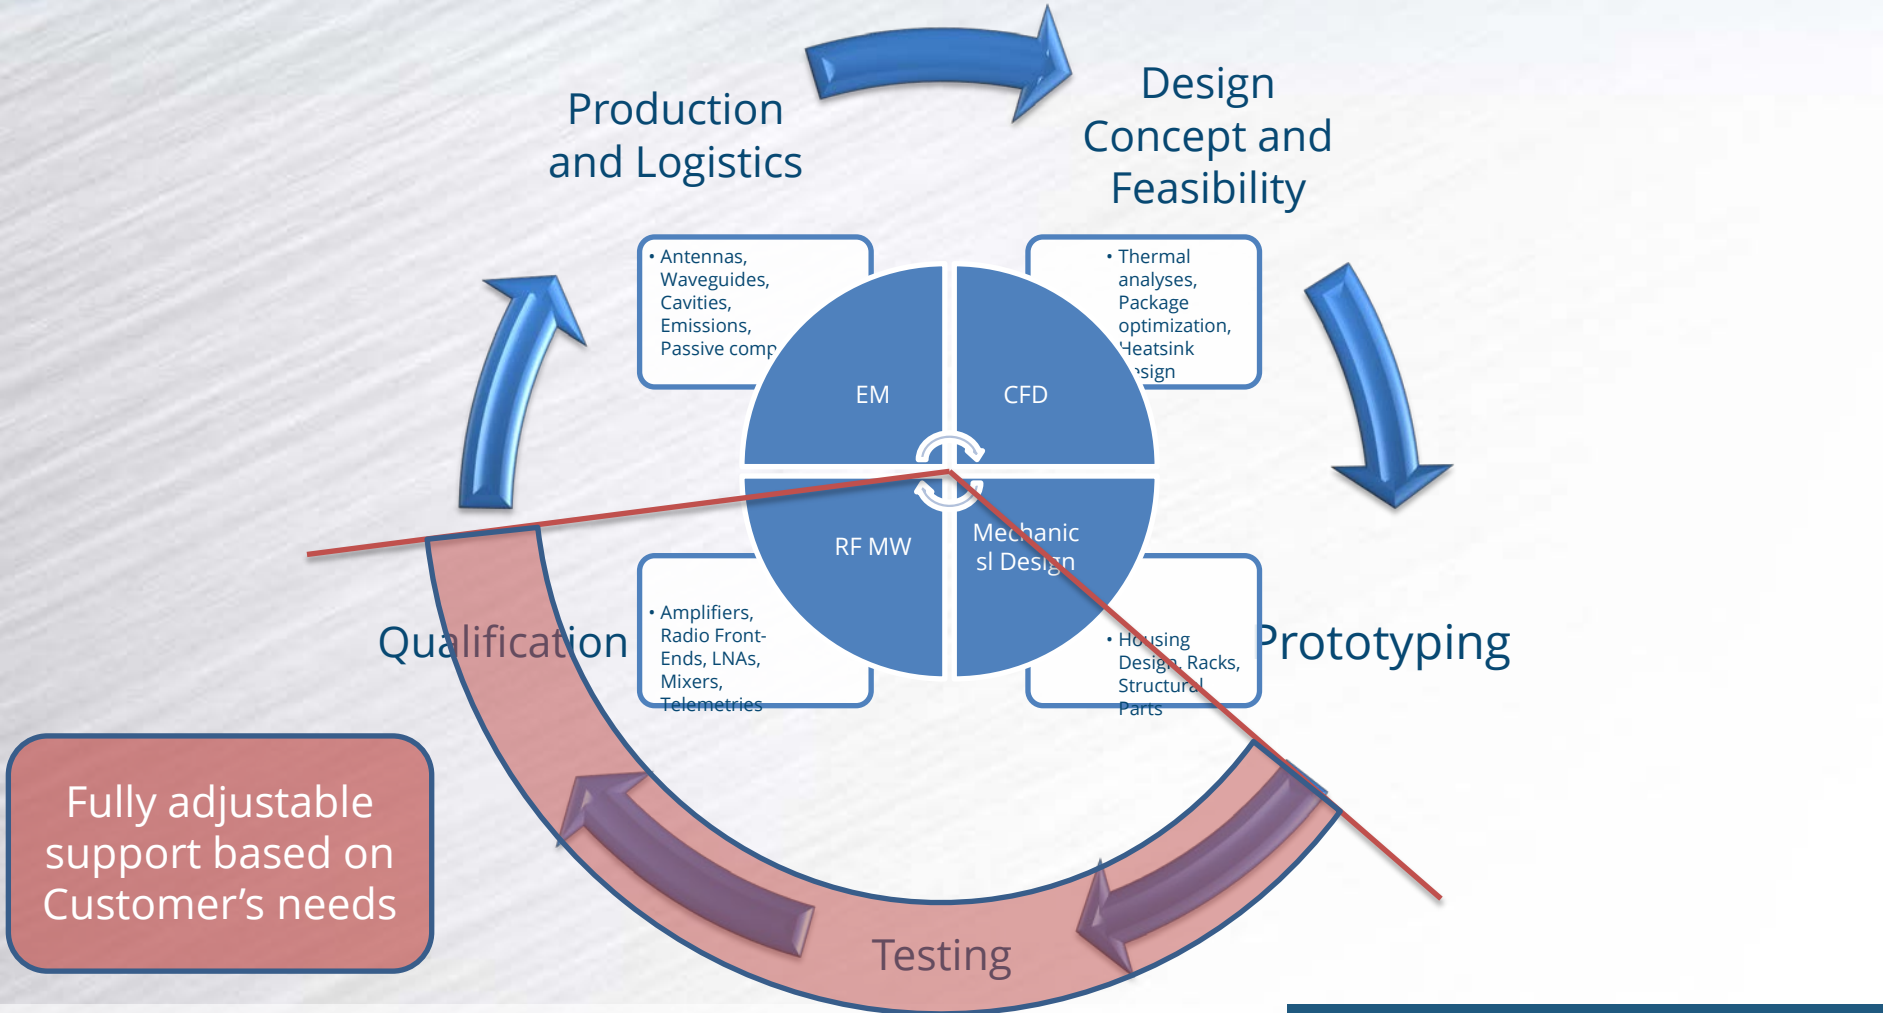 Production
and Logistics
Design
Concept and
Feasibility
• Antennas,
Waveguides,
Cavities,
Emissions,
Passive comp
• Thermal
analyses,
Package
optimization,
Heatsink
esign
EM
CFD
RF MW
Mechanic
sl Design
• Amplifiers,
Radio Front-
Ends, LNAs,
Mixers,
Telemetries
• Housing
Design, Racks,
Structural
Parts
Qualification
Prototyping
Fully adjustable
support based on
Customer’s needs
Testing